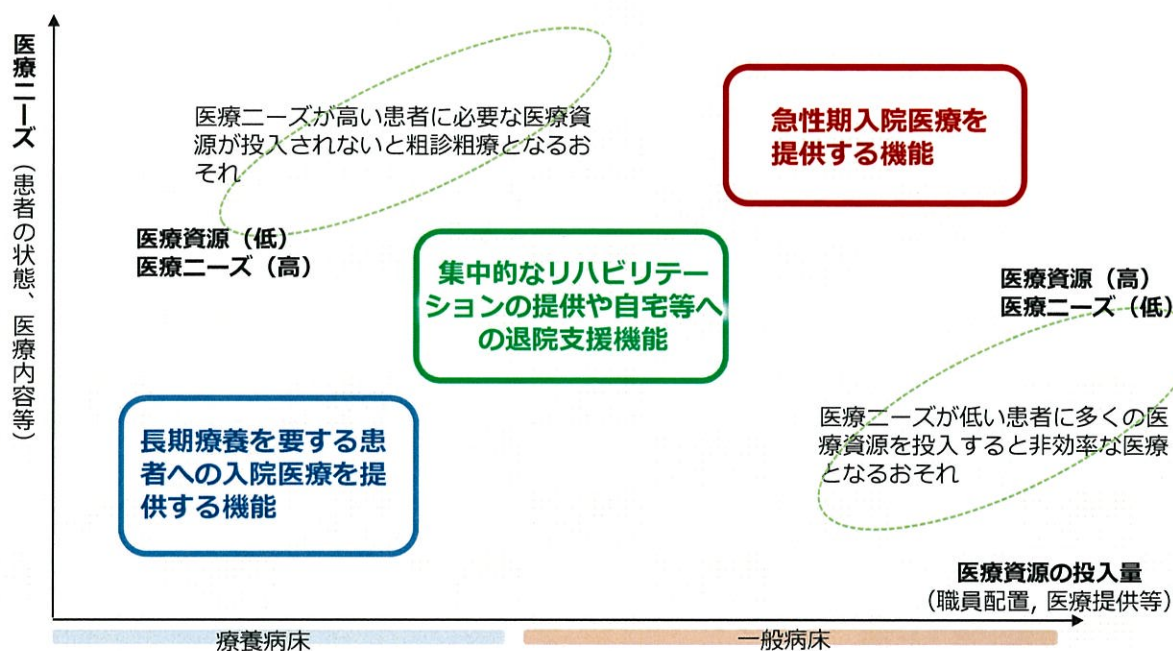 医療ニーズ（患者の状態、医療内容等）
医療ニーズが高い患者に必要な医療資
源が投入されないと粗診粗療となるお
それ
急性期入院医療を
提供する機能
医療資源（低）
医療ニーズ（高）
集中的なリハビリテー
ションの提供や自宅等へ
の退院支援機能
医療資源（高）
医療ニーズ（低）
長期療養を要する患
者への入院医療を提
供する機能
医療ニーズが低い患者に多くの医
療資源を投入すると非効率な医療
となるおそれ
医療資源の投入量
（職員配置, 医療提供等）
療養病床
一般病床